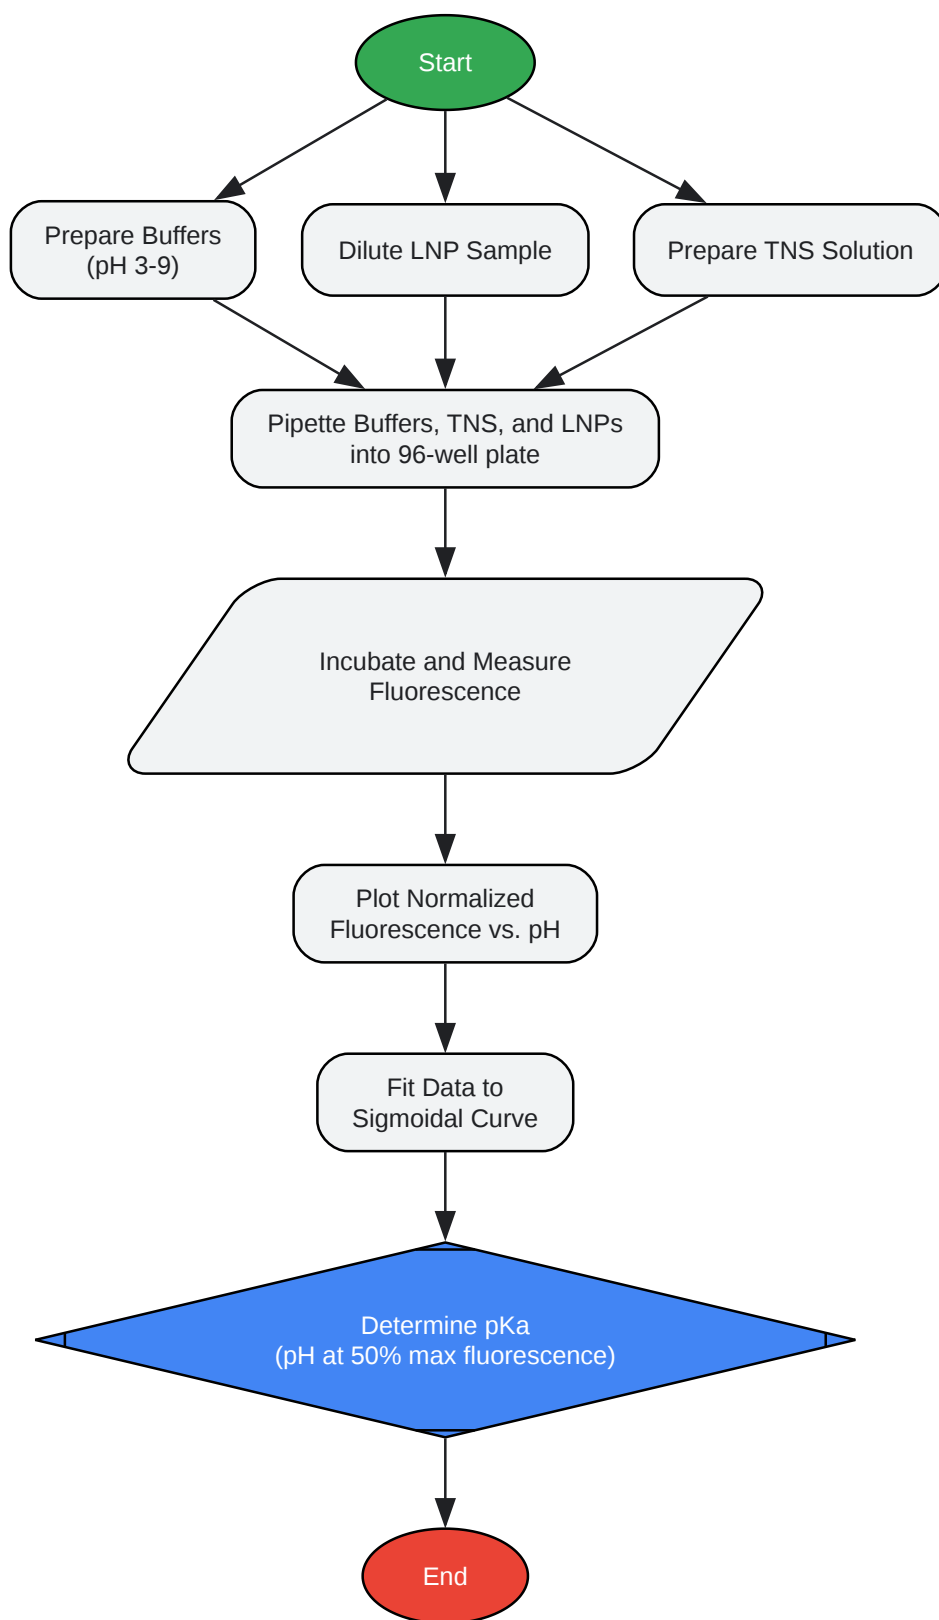 Start
Prepare Buffers
(pH 3-9)
Dilute LNP Sample
Prepare TNS Solution
Pipette Buffers, TNS, and LNPs
into 96-well plate
Incubate and Measure
Fluorescence
Plot Normalized
Fluorescence vs. pH
Fit Data to
Sigmoidal Curve
Determine pKa
(pH at 50% max fluorescence)
End